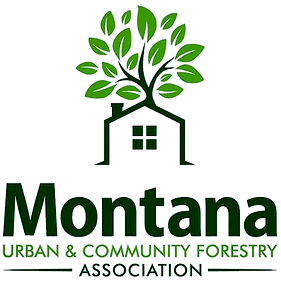 Montana
URBAN & COMMUNITY FORESTRY
ASSOCIATION